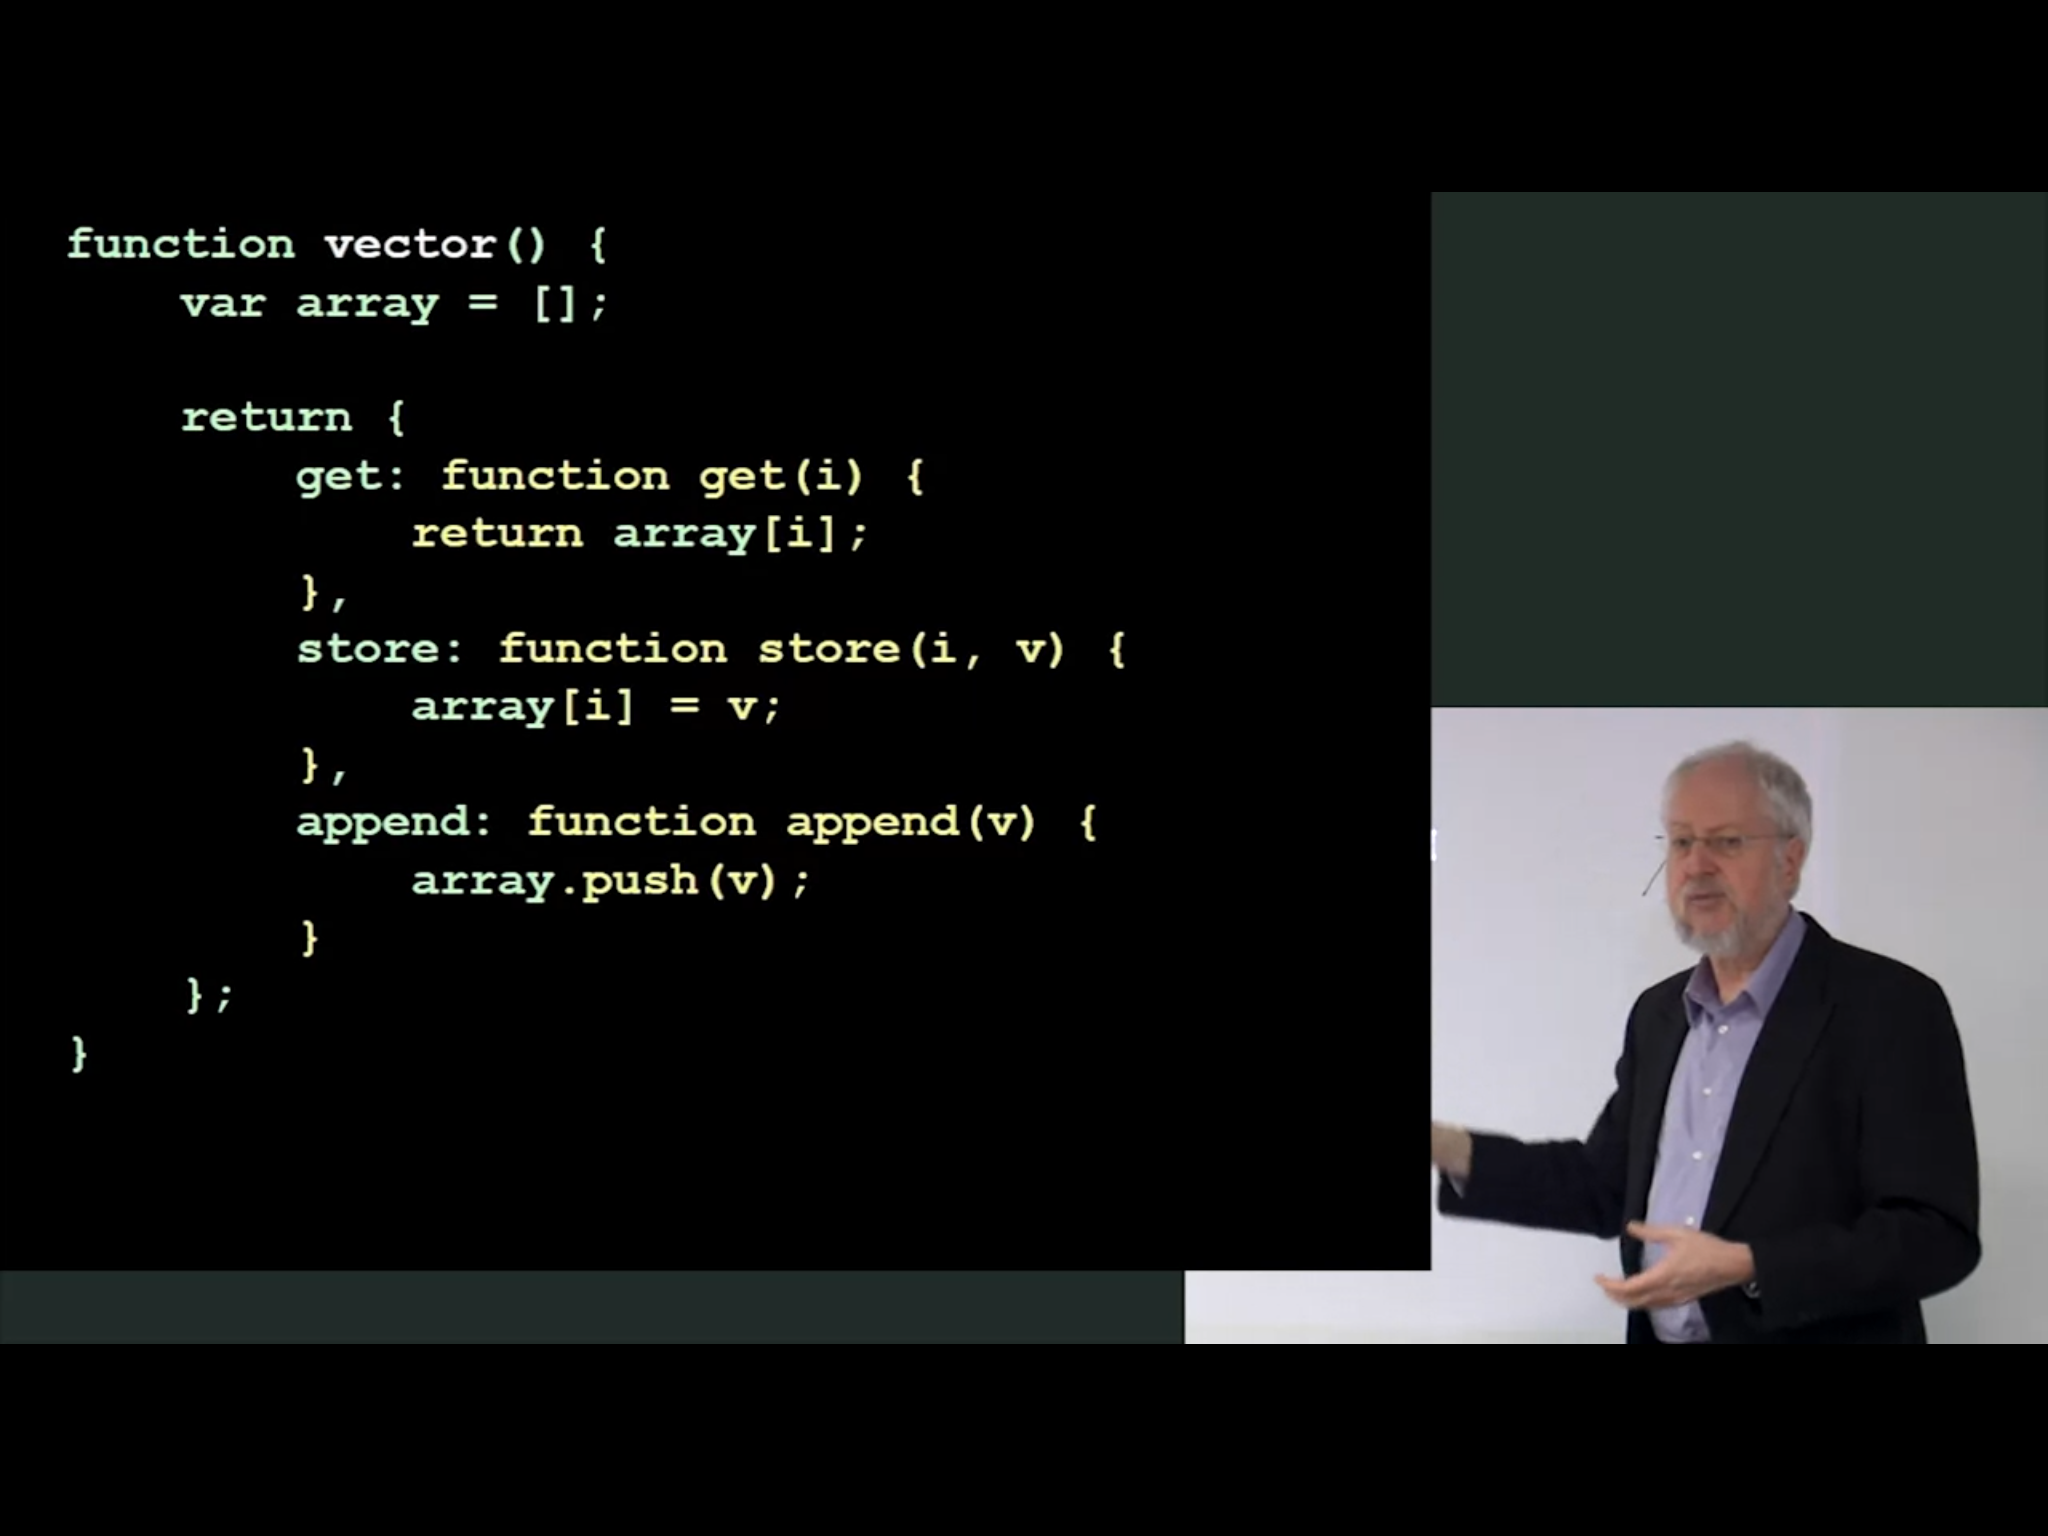 function vector() {
var array = [];
return {
get: function get(i) {
return array[i];
},
store: function store(i, v) {
array[i] = v;
},
append: function append(v) {
array.push(v);
}
};
}